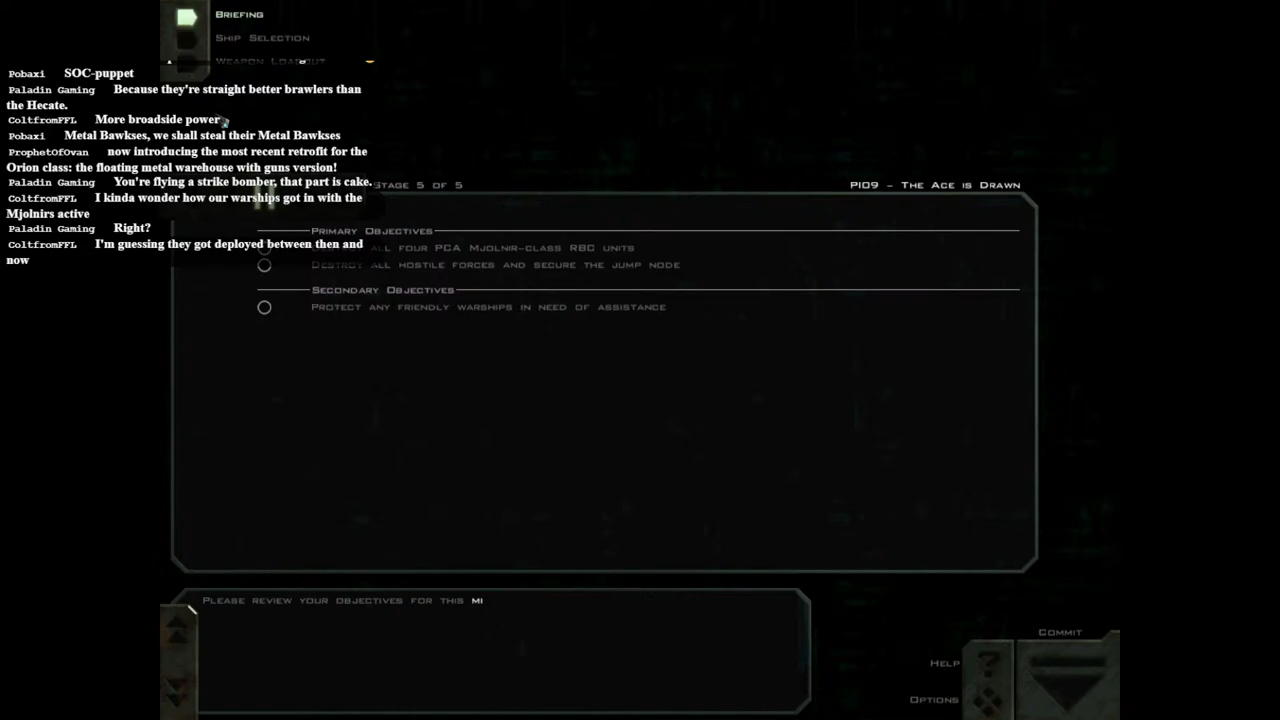 Briefing
Ship Selection
Weapon Loadout
Pobaxi SOC-puppet
Paladin Gaming Because they're straight better brawlers than
the Hecate.
ColtfromFFL More broadside power
Pobaxi Metal Bawkses, we shall steal their Metal Bawkses
ProphetOfOvan now introducing the most recent retrofit for the
Orion class: the floating metal warehouse with guns version!
Paladin Gaming You're flying a strike bomber, that part is cake.
ColtfromFFL I kinda wonder how our warships got in with the
Mjolnirs active
Paladin Gaming Right?
ColtfromFFL I'm guessing they got deployed between then and
now
Stage 5 of 5
P109 - The Ace is Drawn
Primary Objectives
all four PCA Mjolnir-class RBC units
Destroy all hostile forces and secure the jump node
Secondary Objectives
Protect any friendly warships in need of assistance
Please review your objectives for this mi
Commit
Help
?
Options